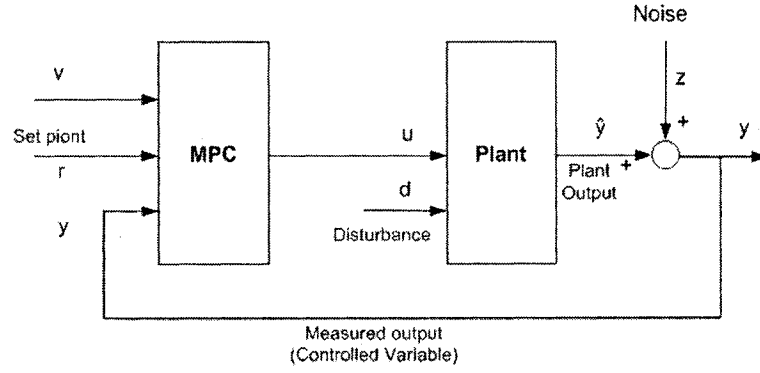 Noise
v
z
Set piont
r
MPC
u
Plant
ŷ
+
+
y
Plant
Output
d
Disturbance
y
Measured output
(Controlled Variable)